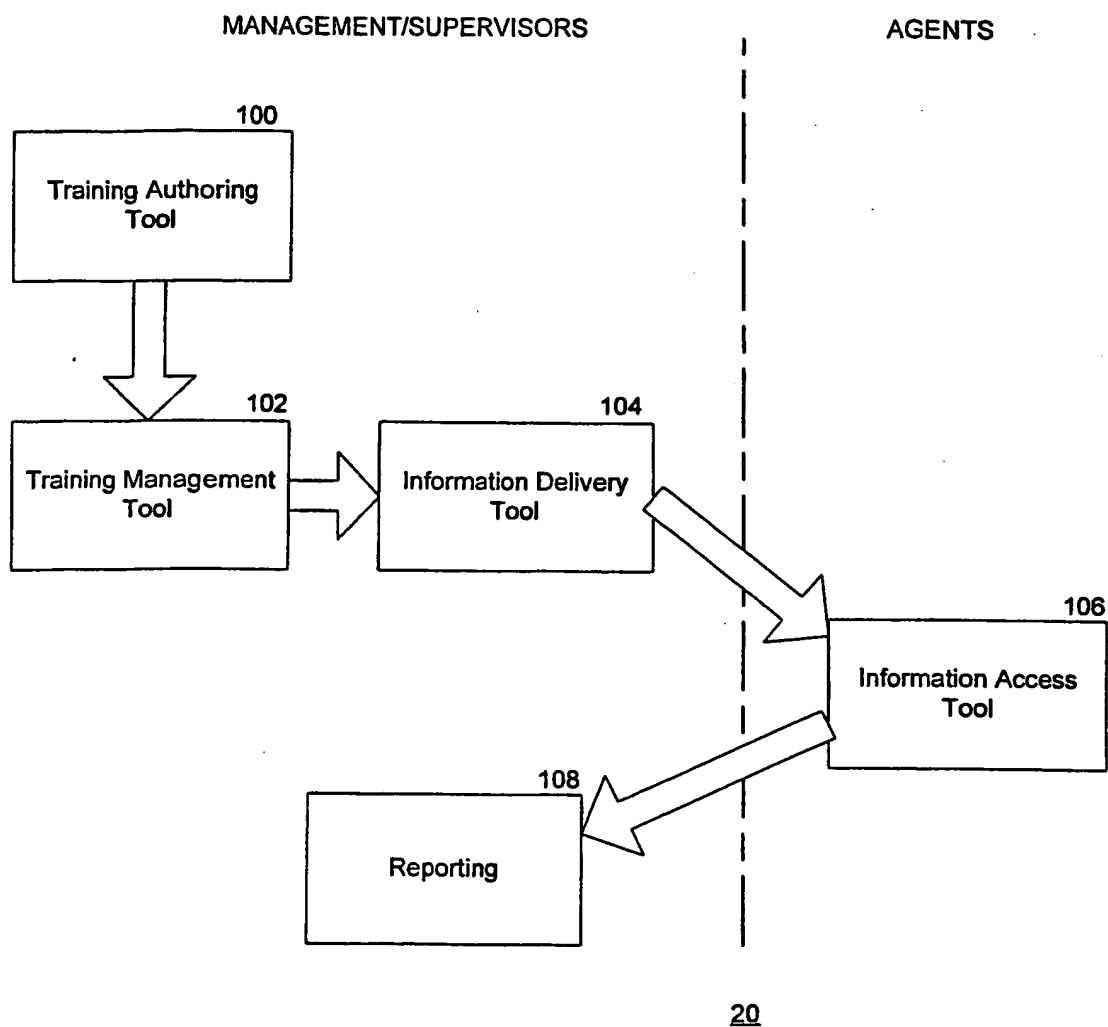 MANAGEMENT/SUPERVISORS
AGENTS
100
Training Authoring
Tool
102
Training Management
Tool
104
Information Delivery
Tool
106
Information Access
Tool
108
Reporting
20